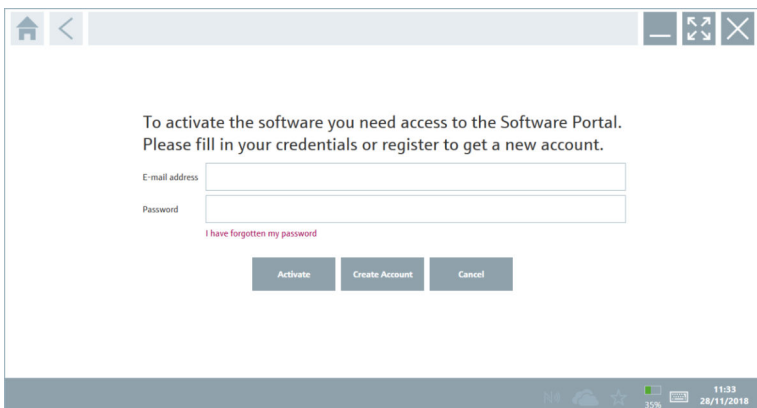 To activate the software you need access to the Software Portal.
Please fill in your credentials or register to get a new account.
E-mail address
Password
I have forgotten my password
Activate Create Account Cancel
11:33
35% 28/11/2018